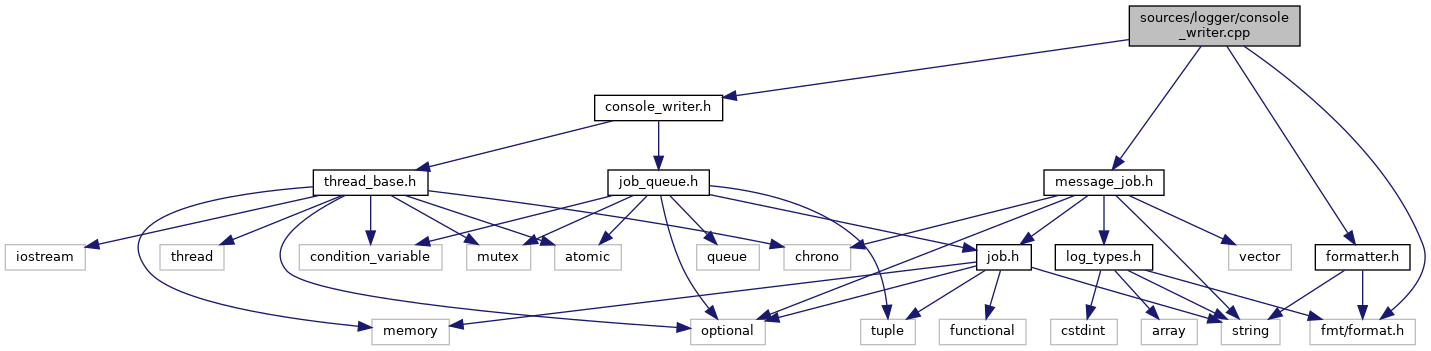 sources/logger/console
_writer.cpp
console_writer.h
thread_base.h
job_queue.h
message_job.h
iostream
thread
condition_variable
mutex
atomic
queue
chrono
job.h
log_types.h
vector
formatter.h
memory
optional
tuple
functional
cstdint
array
string
fmt/format.h